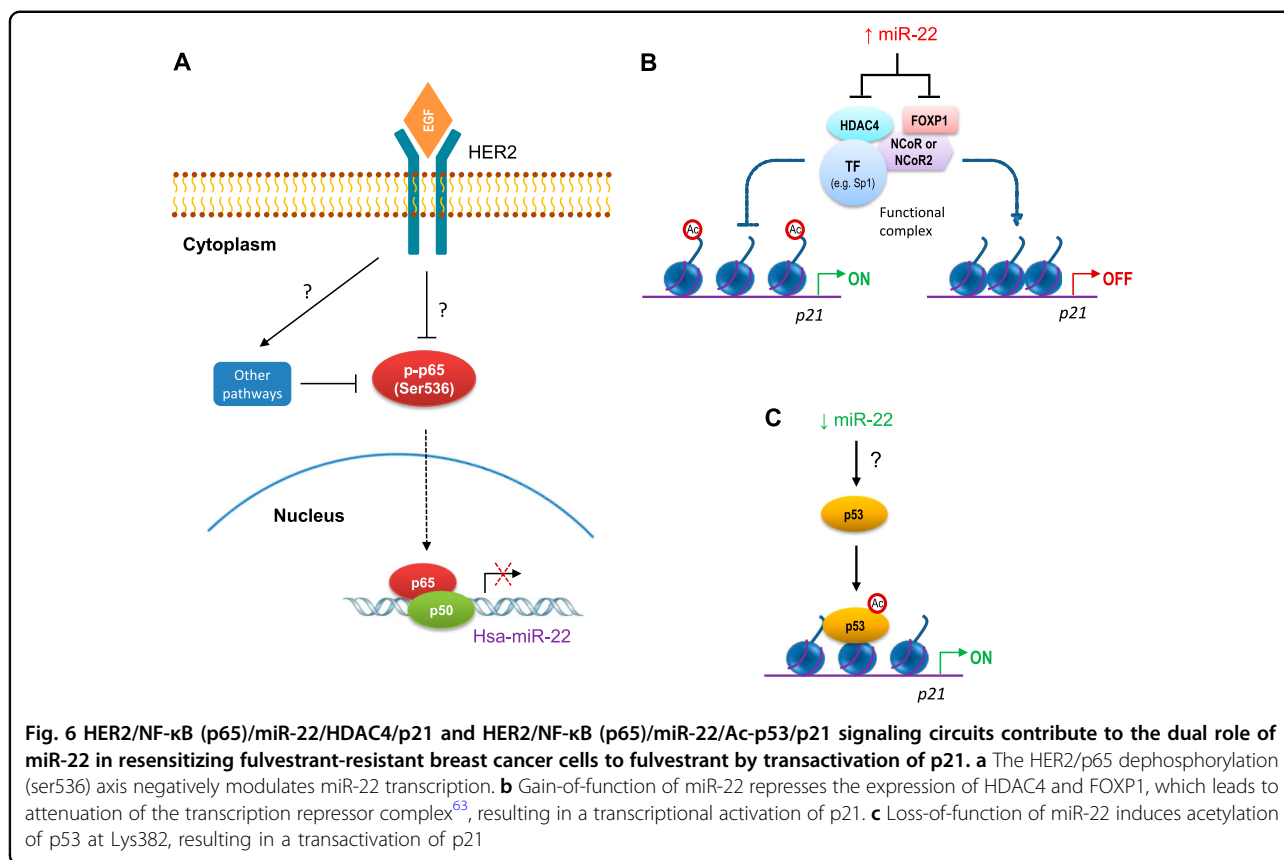 A
EGF
HER2
Cytoplasm
?
?
Other
pathways
p-p65
(Ser536)
Nucleus
p65
p50
Hsa-miR-22
B
↑ miR-22
HDAC4
FOXP1
NCoR or
NCoR2
TF
(e.g. Sp1)
Functional
complex
Ac
Ac
ON
p21
OFF
p21
C
↓ miR-22
?
p53
Ac
p53
ON
p21
Fig. 6 HER2/NF-κB (p65)/miR-22/HDAC4/p21 and HER2/NF-κB (p65)/miR-22/Ac-p53/p21 signaling circuits contribute to the dual role of
miR-22 in resensitizing fulvestrant-resistant breast cancer cells to fulvestrant by transactivation of p21. a The HER2/p65 dephosphorylation
(ser536) axis negatively modulates miR-22 transcription. b Gain-of-function of miR-22 represses the expression of HDAC4 and FOXP1, which leads to
attenuation of the transcription repressor complex63, resulting in a transcriptional activation of p21. c Loss-of-function of miR-22 induces acetylation
of p53 at Lys382, resulting in a transactivation of p21